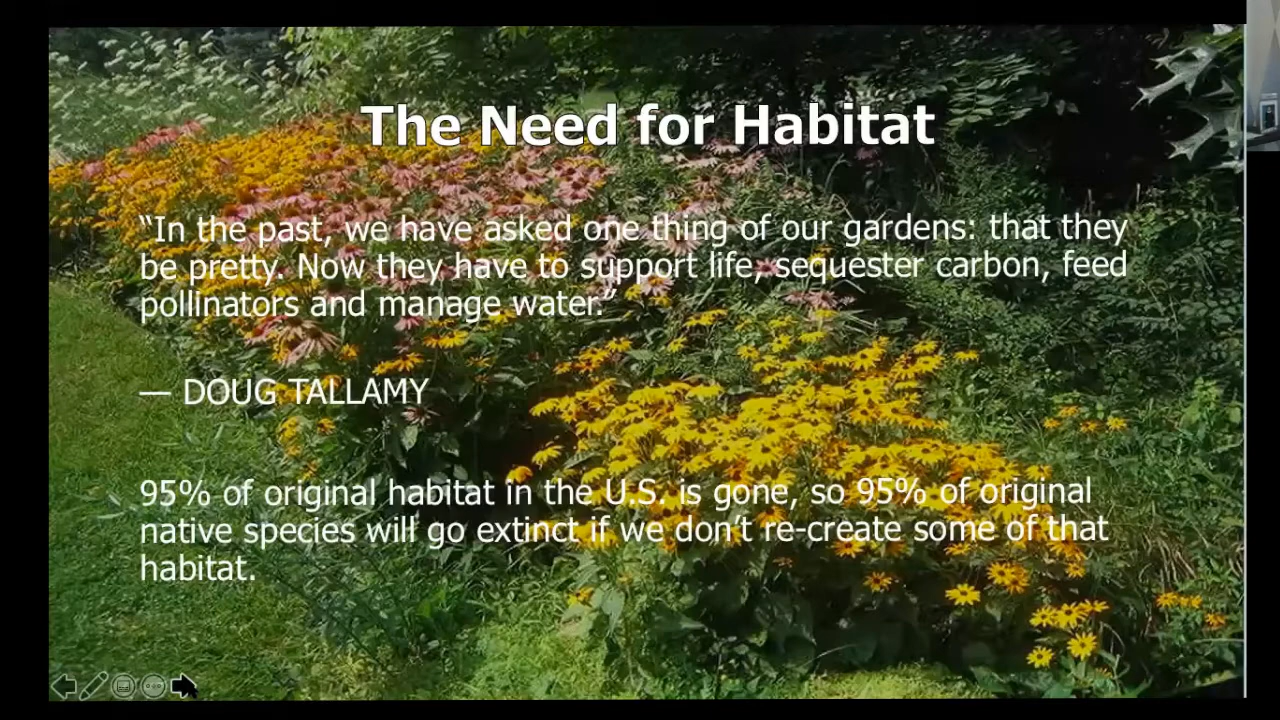 The Need for Habitat
“In the past, we have asked one thing of our gardens: that they
be pretty. Now they have to support life, sequester carbon, feed
pollinators and manage water.”
— DOUG TALLAMY
95% of original habitat in the U.S. is gone, so 95% of original
native species will go extinct if we don’t re-create some of that
habitat.